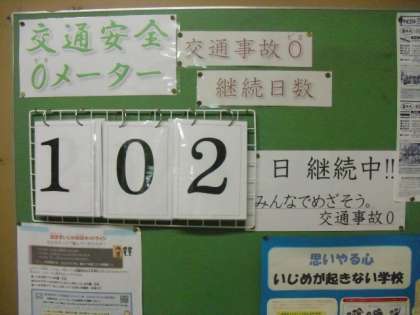 交通安全
0メーター
交通事故0
継続日数
102
日 継続中!!
みんなでめざそう。
交通事故0
思いやる心
いじめが起きない学校